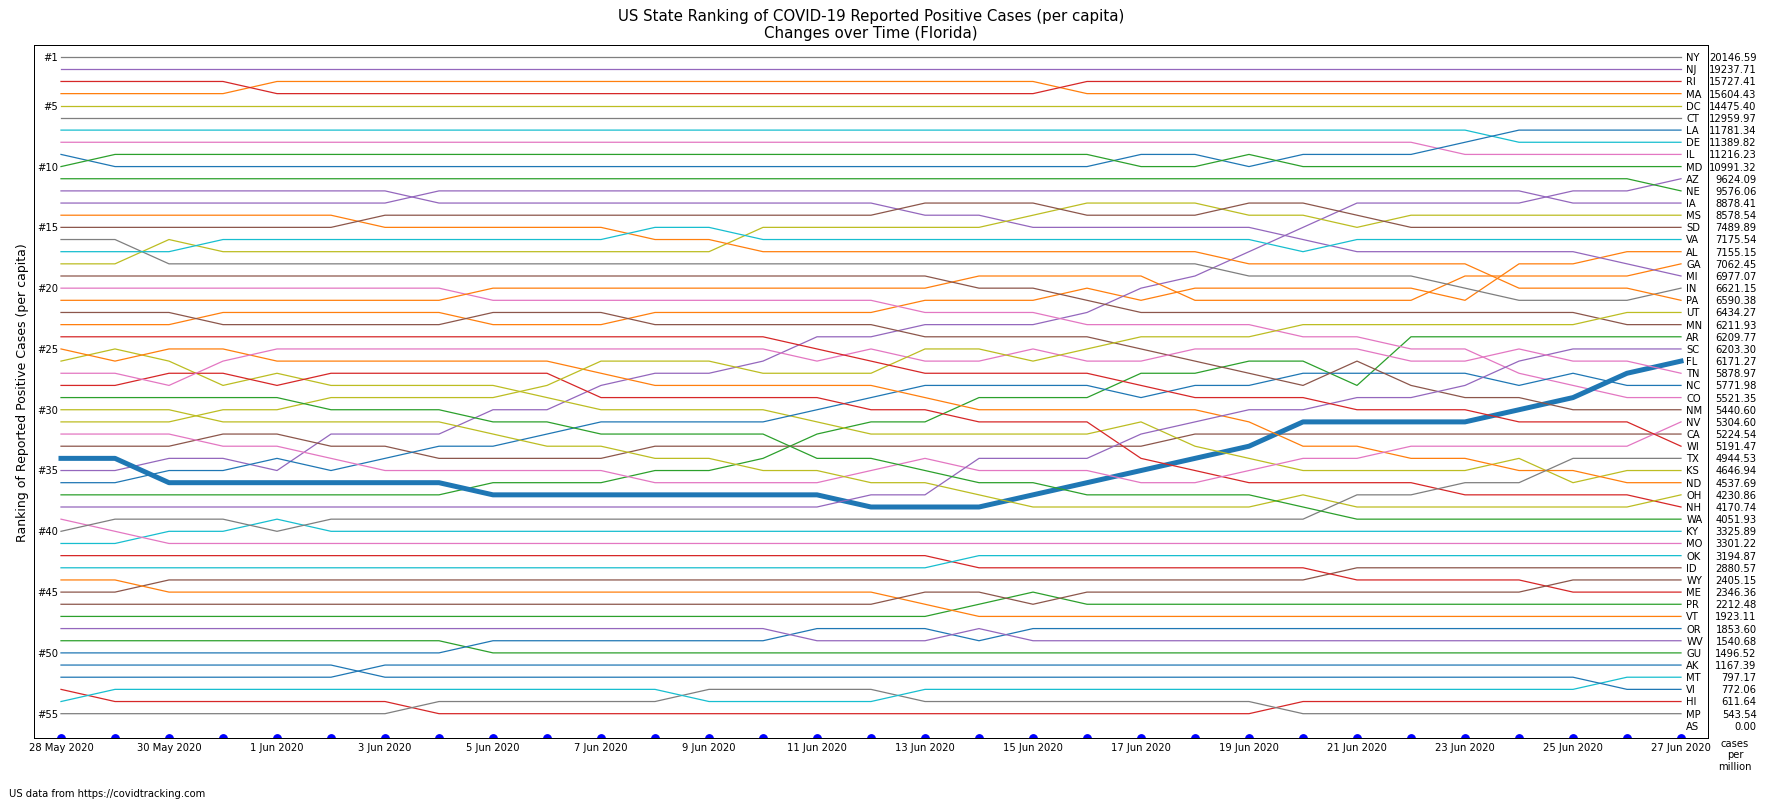 US State Ranking of COVID-19 Reported Positive Cases (per capita)
Changes over Time (Florida)
Ranking of Reported Positive Cases (per capita)
#1
#5
#10
#15
#20
#25
#30
#35
#40
#45
#50
#55
NY 20146.59
NJ 19237.71
RI 15727.41
MA 15604.43
DC 14475.40
CT 12959.97
LA 11781.34
DE 11389.82
IL 11216.23
MD 10991.32
AZ 9624.09
NE 9576.06
IA 8878.41
MS 8578.54
SD 7489.89
VA 7175.54
AL 7155.15
GA 7062.45
MI 6977.07
IN 6621.15
PA 6590.38
UT 6434.27
MN 6211.93
AR 6209.77
SC 6203.30
FL 6171.27
TN 5878.97
NC 5771.98
CO 5521.35
NM 5440.60
NV 5304.60
CA 5224.54
WI 5191.47
TX 4944.53
KS 4646.94
ND 4537.69
OH 4230.86
NH 4170.74
WA 4051.93
KY 3325.89
MO 3301.22
OK 3194.87
ID 2880.57
WY 2405.15
ME 2346.36
PR 2212.48
VT 1923.11
OR 1853.60
WV 1540.68
GU 1496.52
AK 1167.39
MT 797.17
VI 772.06
HI 611.64
MP 543.54
AS 0.00
28 May 2020 30 May 2020 1 Jun 2020 3 Jun 2020 5 Jun 2020 7 Jun 2020 9 Jun 2020 11 Jun 2020 13 Jun 2020 15 Jun 2020 17 Jun 2020 19 Jun 2020 21 Jun 2020 23 Jun 2020 25 Jun 2020 27 Jun 2020
cases
per
million
US data from https://covidtracking.com